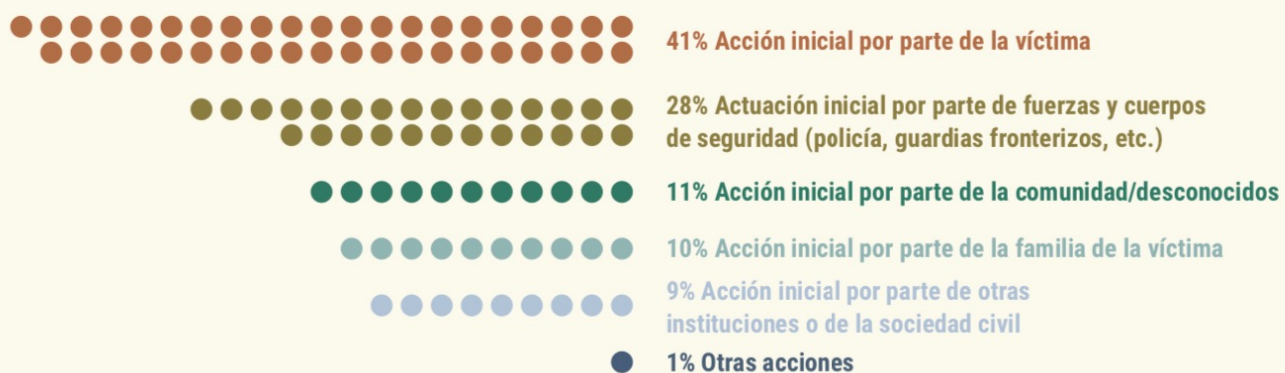 41% Acción inicial por parte de la víctima
28% Actuación inicial por parte de fuerzas y cuerpos
de seguridad (policía, guardias fronterizos, etc.)
11% Acción inicial por parte de la comunidad/desconocidos
10% Acción inicial por parte de la familia de la víctima
9% Acción inicial por parte de otras
instituciones o de la sociedad civil
1% Otras acciones